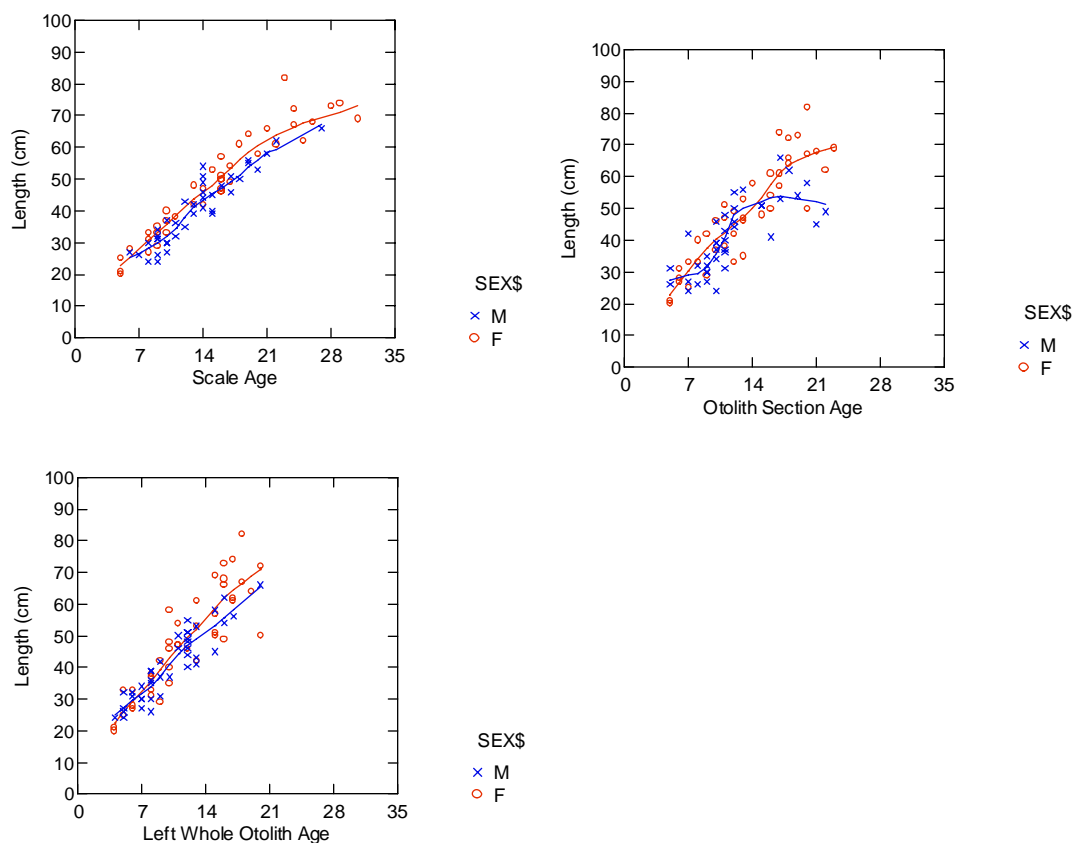 100
90
80
70
60
50
40
30
20
10
0
Length (cm)
0 7 14 21 28 35
Scale Age
SEX$
M
F
100
90
80
70
60
50
40
30
20
10
0
Length (cm)
0 7 14 21 28 35
Otolith Section Age
SEX$
M
F
100
90
80
70
60
50
40
30
20
10
0
Length (cm)
0 7 14 21 28 35
Left Whole Otolith Age
SEX$
M
F